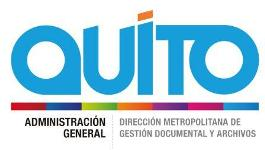 QUITO
ADMINISTRACIÓN
GENERAL
DIRECCIÓN METROPOLITANA DE
GESTIÓN DOCUMENTAL Y ARCHIVOS